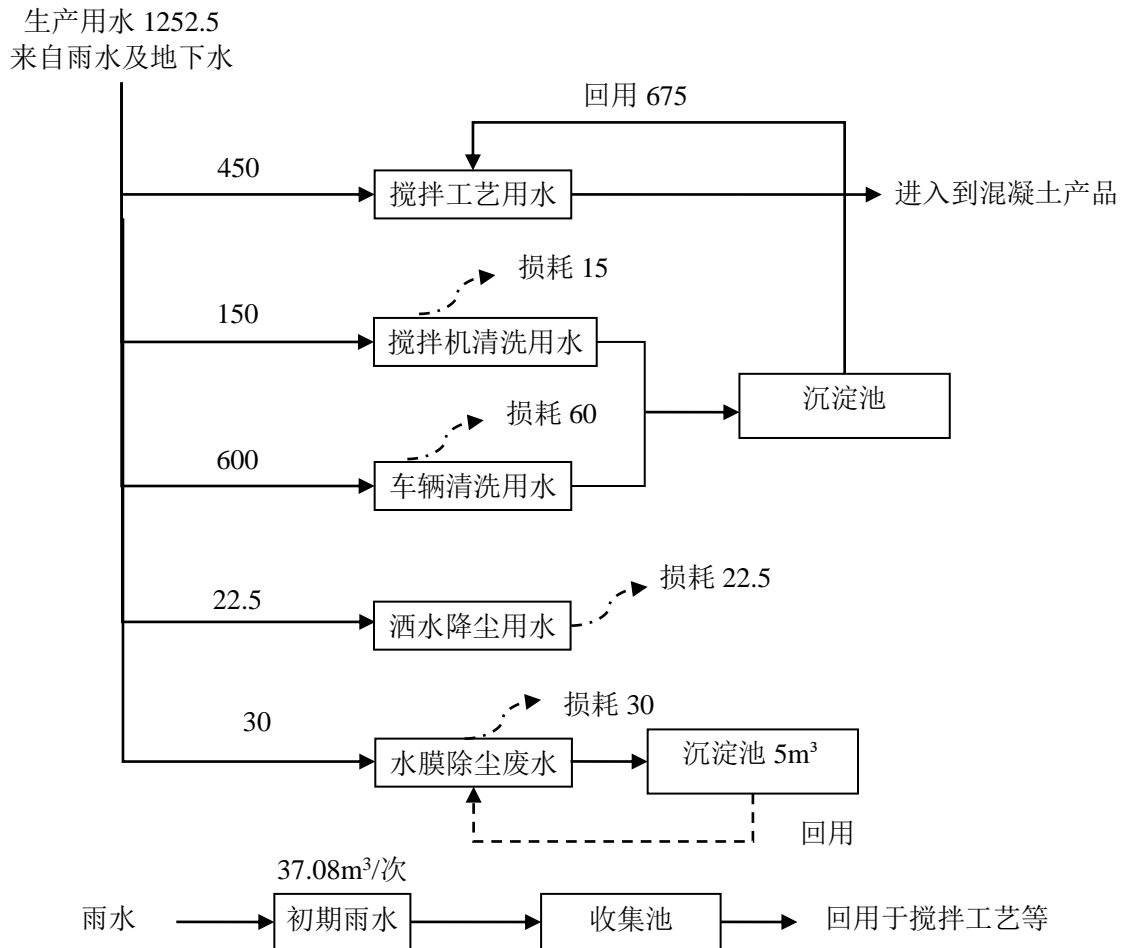 生产用水 1252.5
来自雨水及地下水
回用 675
450
搅拌工艺用水
进入到混凝土产品
损耗 15
150
搅拌机清洗用水
沉淀池
损耗 60
600
车辆清洗用水
损耗 22.5
22.5
洒水降尘用水
损耗 30
30
水膜除尘废水
沉淀池 5m³
回用
37.08m³/次
雨水
初期雨水
收集池
回用于搅拌工艺等